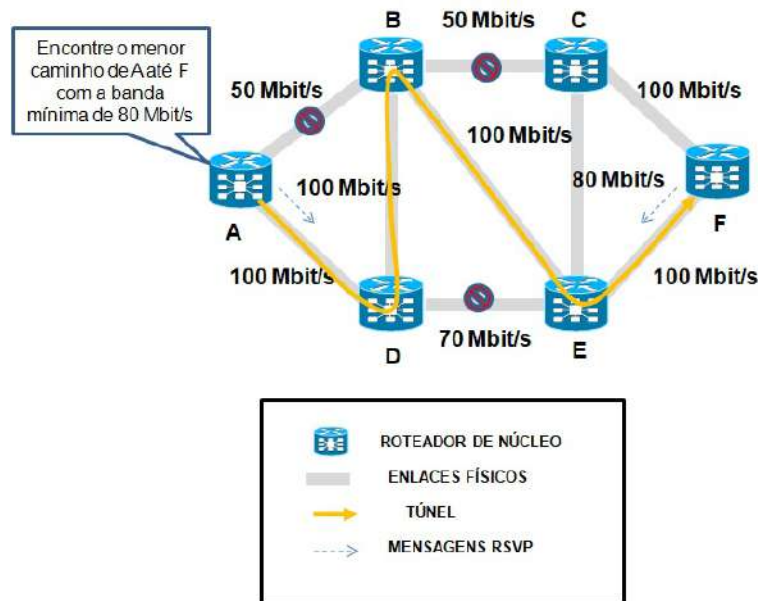 Encontre o menor
caminho de A até F
com a banda
mínima de 80 Mbit/s
B
50 Mbit/s
C
50 Mbit/s
100 Mbit/s
100 Mbit/s
100 Mbit/s
80 Mbit/s
A
F
100 Mbit/s
100 Mbit/s
D
70 Mbit/s
E
ROTEADOR DE NÚCLEO
ENLACES FÍSICOS
TÚNEL
MENSAGENS RSVP